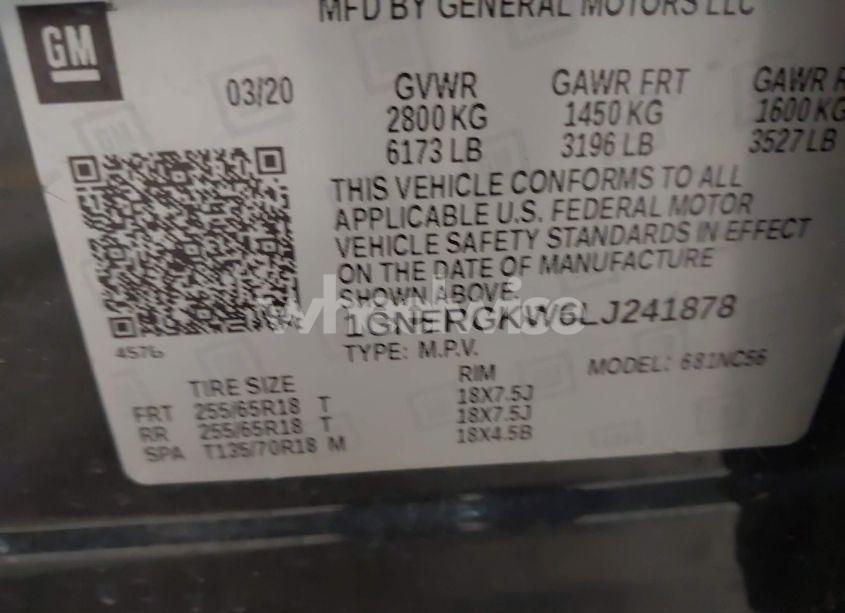 MFD BY GENERAL MOTORS LLC
GM
03/20 GVWR GAWR FRT GAWR R
2800 KG 1450 KG 1600 KG
6173 LB 3196 LB 3527 LB
THIS VEHICLE CONFORMS TO ALL
APPLICABLE U.S. FEDERAL MOTOR
VEHICLE SAFETY STANDARDS IN EFFECT
ON THE DATE OF MANUFACTURE
SHOWN ABOVE.
1GNERGKW6LJ241878
4576
TYPE: M.P.V. MODEL: 681NC56
TIRE SIZE RIM
FRT 255/65R18 T 18X7.5J
RR 255/65R18 T 18X7.5J
SPA T135/70R18 M 18X4.5B